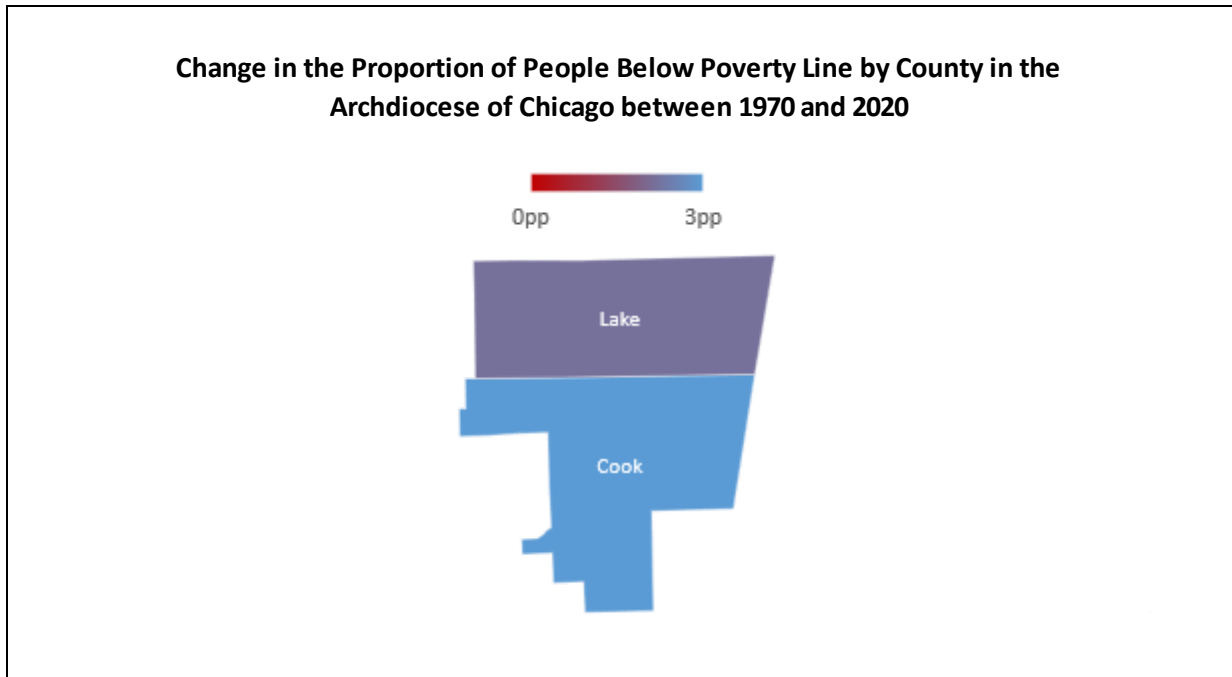 Change in the Proportion of People Below Poverty Line by County in the
Archdiocese of Chicago between 1970 and 2020
0pp 3pp
Lake
Cook